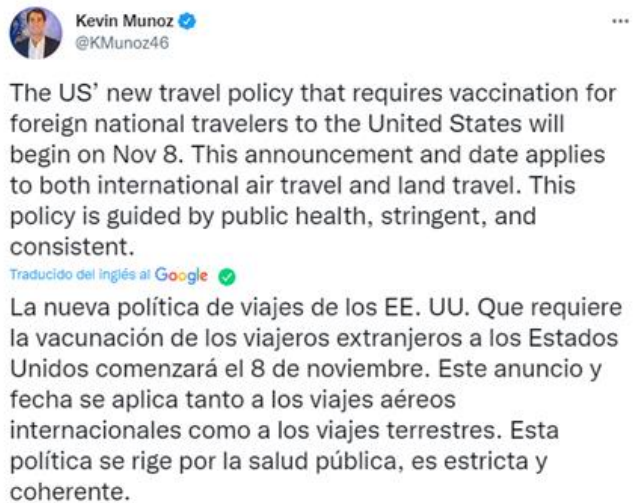 Kevin Munoz
@KMunoz46
The US’ new travel policy that requires vaccination for
foreign national travelers to the United States will
begin on Nov 8. This announcement and date applies
to both international air travel and land travel. This
policy is guided by public health, stringent, and
consistent.
Traducido del inglés al Google
La nueva política de viajes de los EE. UU. Que requiere
la vacunación de los viajeros extranjeros a los Estados
Unidos comenzará el 8 de noviembre. Este anuncio y
fecha se aplica tanto a los viajes aéreos
internacionales como a los viajes terrestres. Esta
política se rige por la salud pública, es estricta y
coherente.